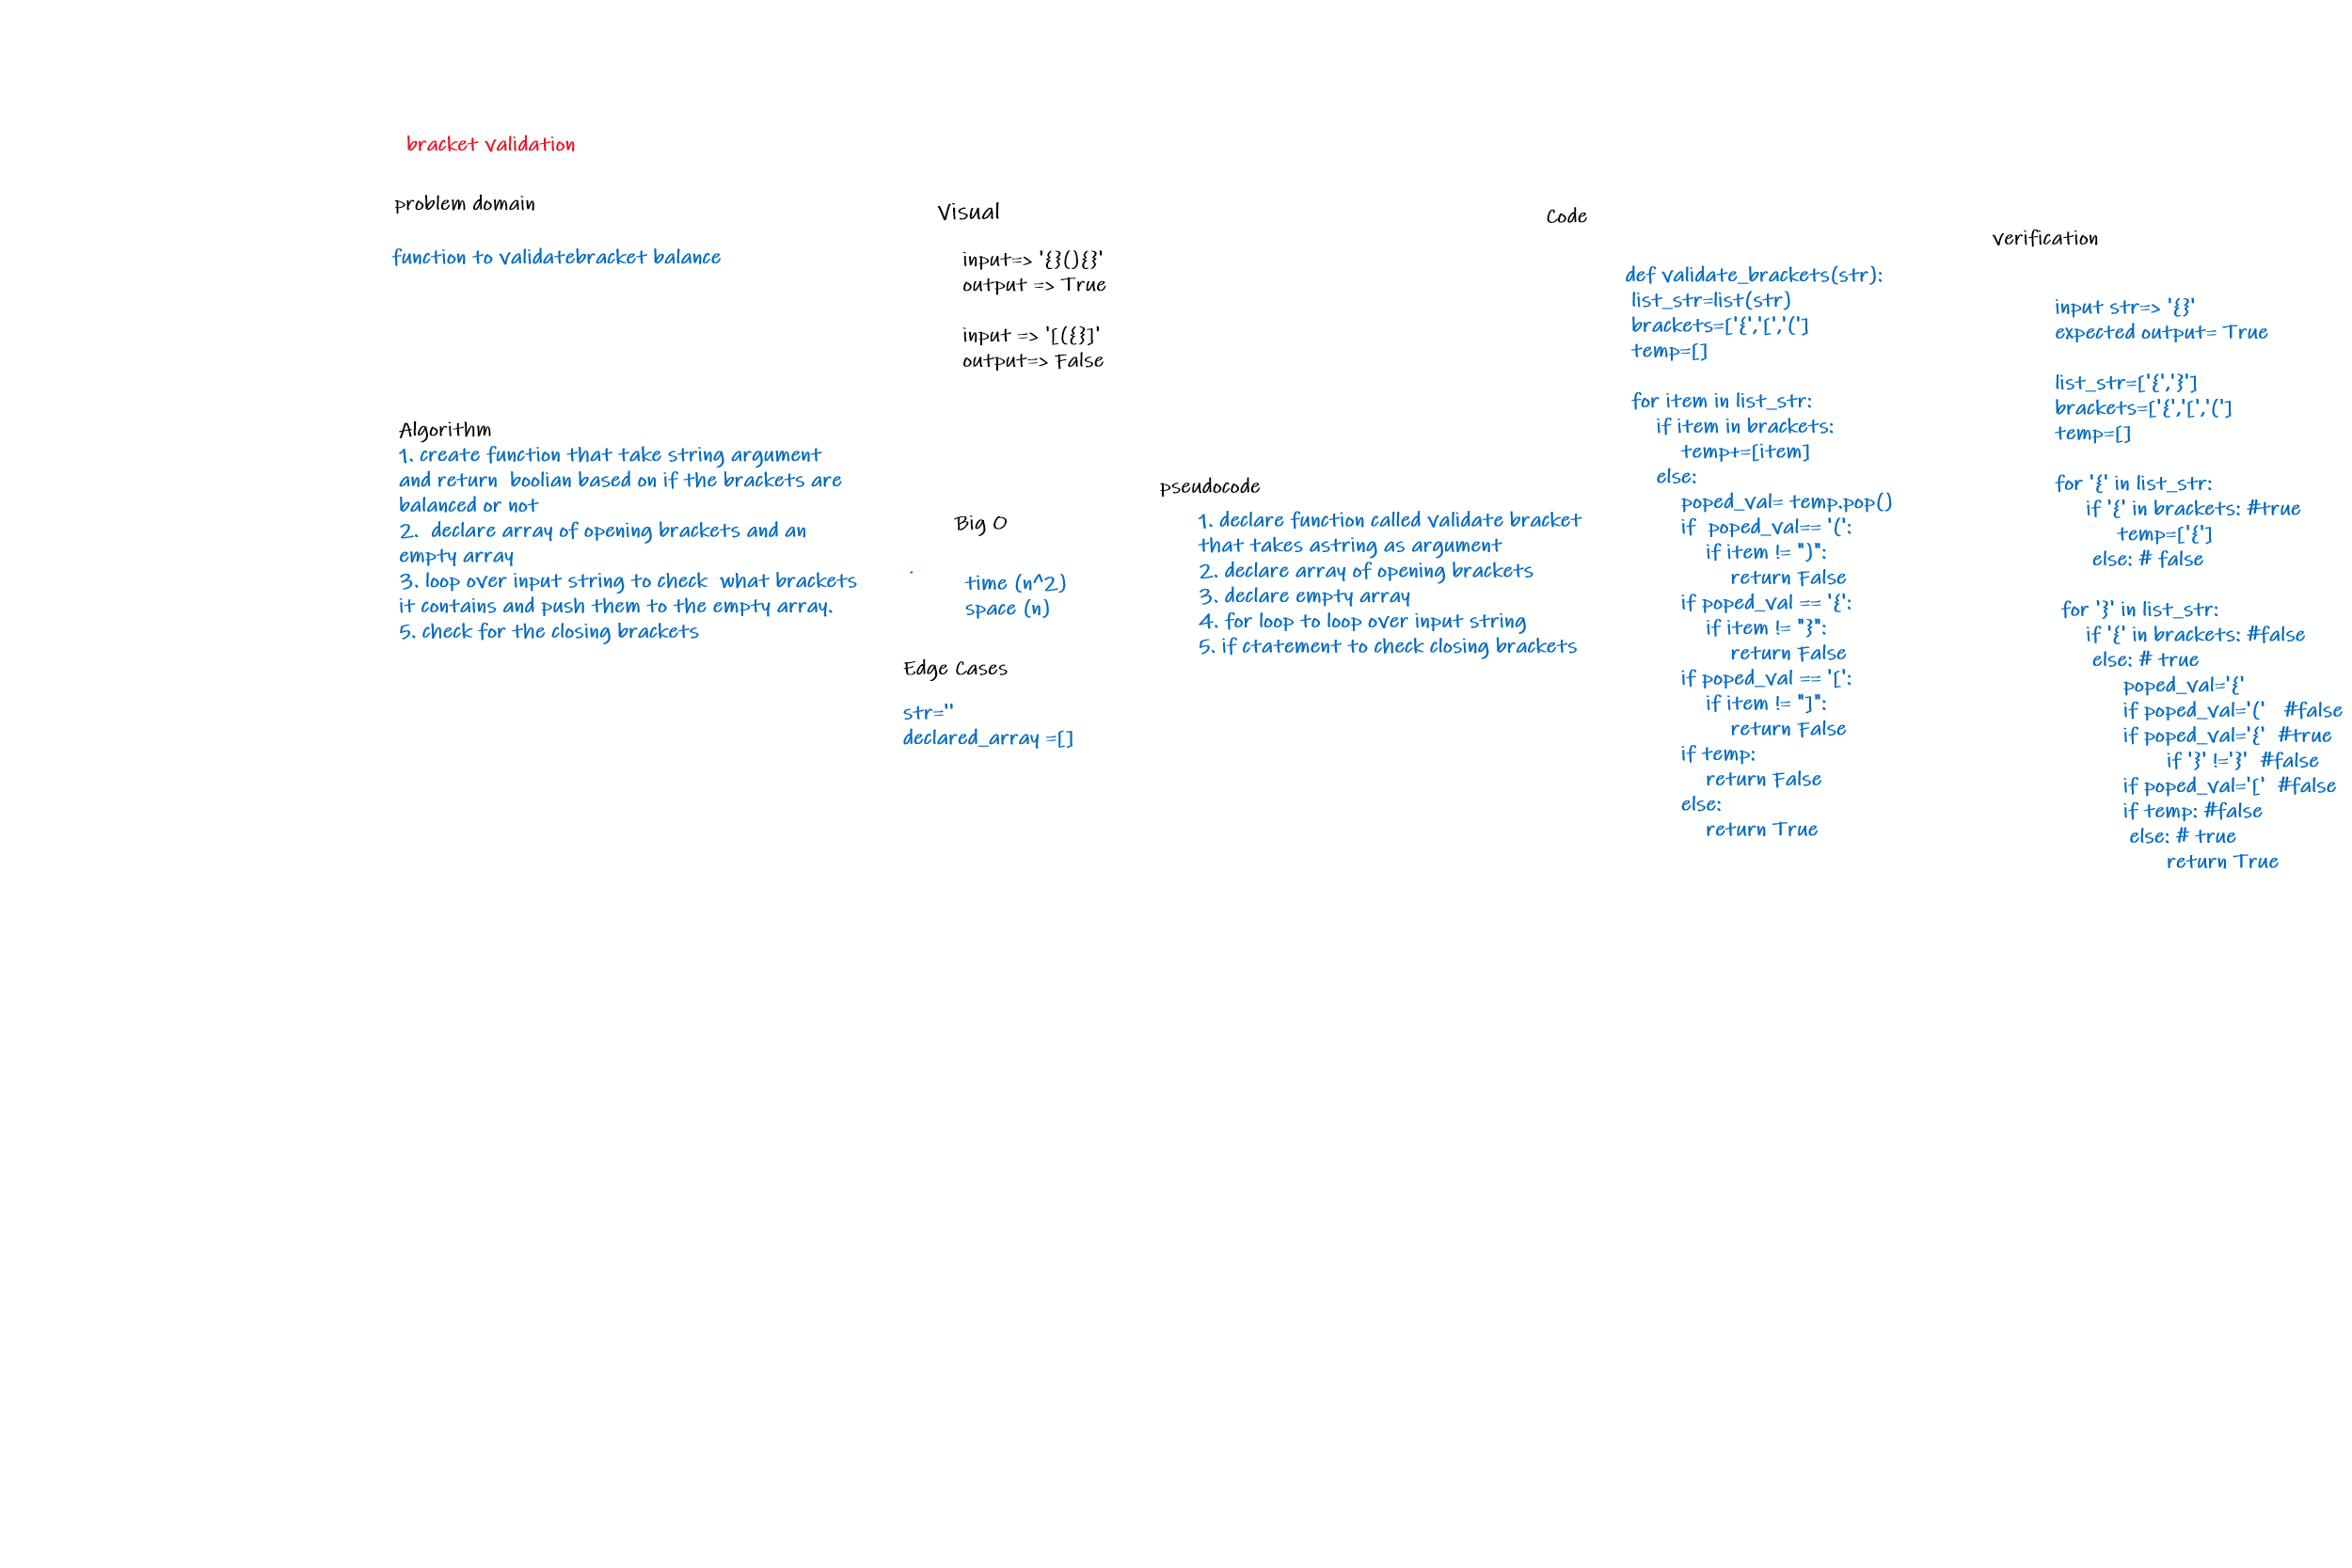 bracket validation
problem domain
function to validatebracket balance
Algorithm
1. create function that take string argument
and return  boolian based on if the brackets are
balanced or not
2.  declare array of opening brackets and an
empty array
3. loop over input string to check  what brackets
it contains and push them to the empty array.
5. check for the closing brackets
Visual
input=> '{}(){}'
output => True
input => '[({}]'
output=> False
Big O
time (n^2)
space (n)
Edge Cases
str=''
declared_array =[]
pseudocode
1. declare function called validate bracket
that takes astring as argument
2. declare array of opening brackets
3. declare empty array
4. for loop to loop over input string
5. if ctatement to check closing brackets
Code
def validate_brackets(str):
list_str=list(str)
brackets=['{','[','(']
temp=[]
for item in list_str:
if item in brackets:
temp+=[item]
else:
poped_val= temp.pop()
if  poped_val== '(':
if item != ")":
return False
if poped_val == '{':
if item != "}":
return False
if poped_val == '[':
if item != "]":
return False
if temp:
return False
else:
return True
verification
input str=> '{}'
expected output= True
list_str=['{','}']
brackets=['{','[','(']
temp=[]
for '{' in list_str:
if '{' in brackets: #true
temp=['{']
else: # false
for '}' in list_str:
if '{' in brackets: #false
else: # true
poped_val='{'
if poped_val='('   #false
if poped_val='{'  #true
if '}' !='}'  #false
if poped_val='['  #false
if temp: #false
else: # true
return True